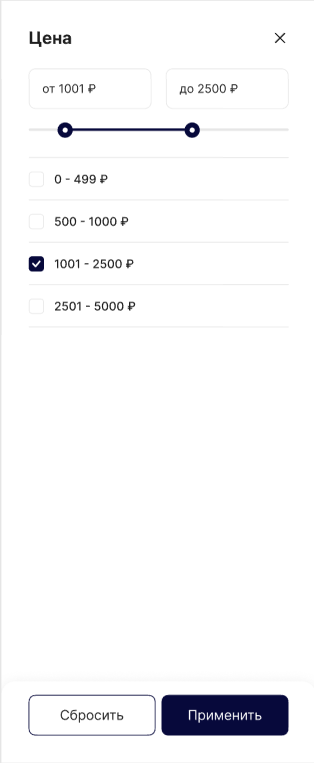 Цена
от 1001 ₽
до 2500 ₽
0 - 499 ₽
500 - 1000 ₽
1001 - 2500 ₽
2501 - 5000 ₽
Сбросить
Применить